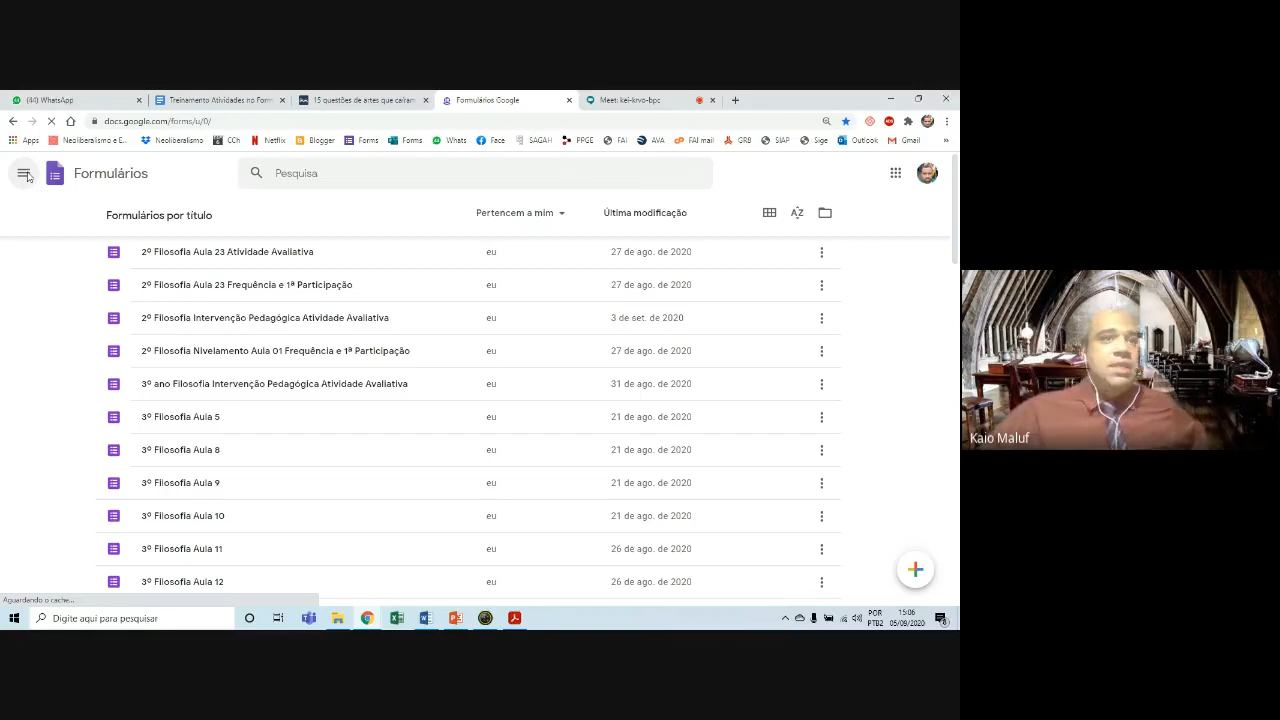 (44) WhatsApp
Treinamento Atividades no Form
15 questões de artes que caíram
Formulários Google
Meet: kei-krvo-bpc
docs.google.com/forms/u/0/
Apps
Neoliberalismo e...
Neoliberalismo
CCh
Netflix
Blogger
Forms
Forms
Whats
Face
SAGAH
PPGE
FAI
AVA
FAI mail
GR8
SIAP
Sige
Outlook
Gmail
»
Formulários
Pesquisa
Formulários por título
Pertencem a mim
Última modificação
AZ
2º Filosofia Aula 23 Atividade Avaliativa eu 27 de ago. de 2020
2º Filosofia Aula 23 Frequência e 1ª Participação eu 27 de ago. de 2020
2º Filosofia Intervenção Pedagógica Atividade Avaliativa eu 3 de set. de 2020
2º Filosofia Nivelamento Aula 01 Frequência e 1ª Participação eu 27 de ago. de 2020
3º ano Filosofia Intervenção Pedagógica Atividade Avaliativa eu 31 de ago. de 2020
3º Filosofia Aula 5 eu 21 de ago. de 2020
3º Filosofia Aula 8 eu 21 de ago. de 2020
3º Filosofia Aula 9 eu 21 de ago. de 2020
3º Filosofia Aula 10 eu 21 de ago. de 2020
3º Filosofia Aula 11 eu 26 de ago. de 2020
3º Filosofia Aula 12 eu 26 de ago. de 2020
Kaio Maluf
Aguardando o cache...
Digite aqui para pesquisar
POR
PTB2
15:06
05/09/2020